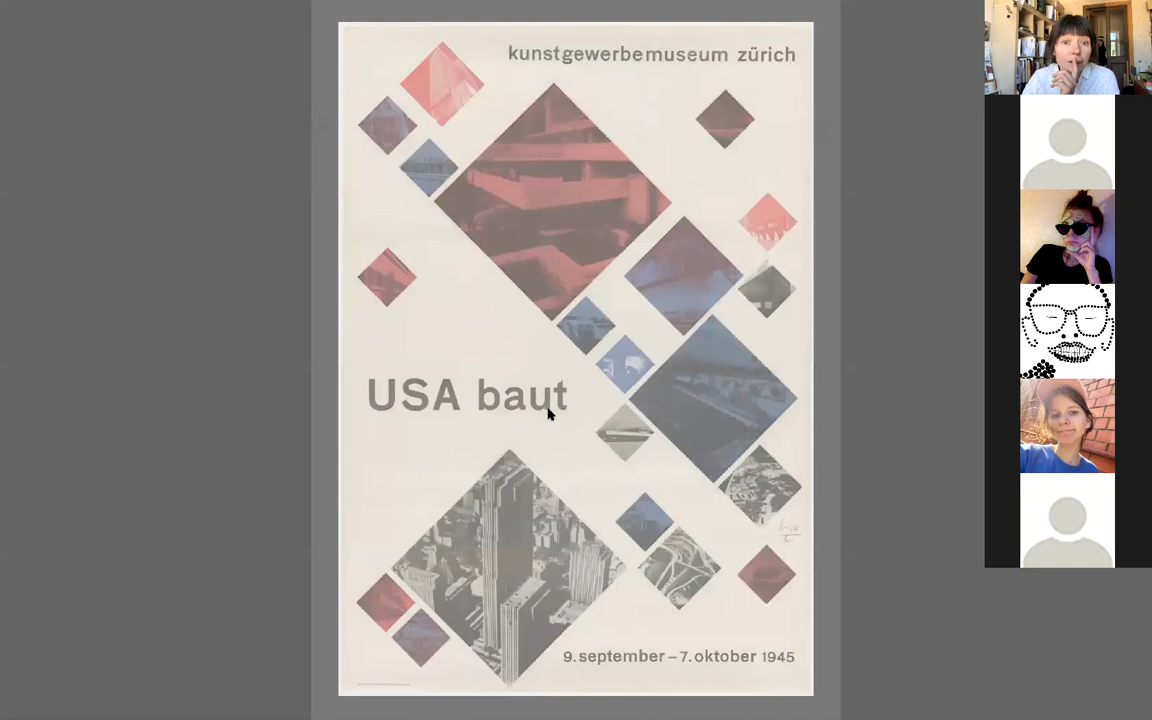 kunstgewerbemuseum zürich
USA baut
9. september – 7. oktober 1945